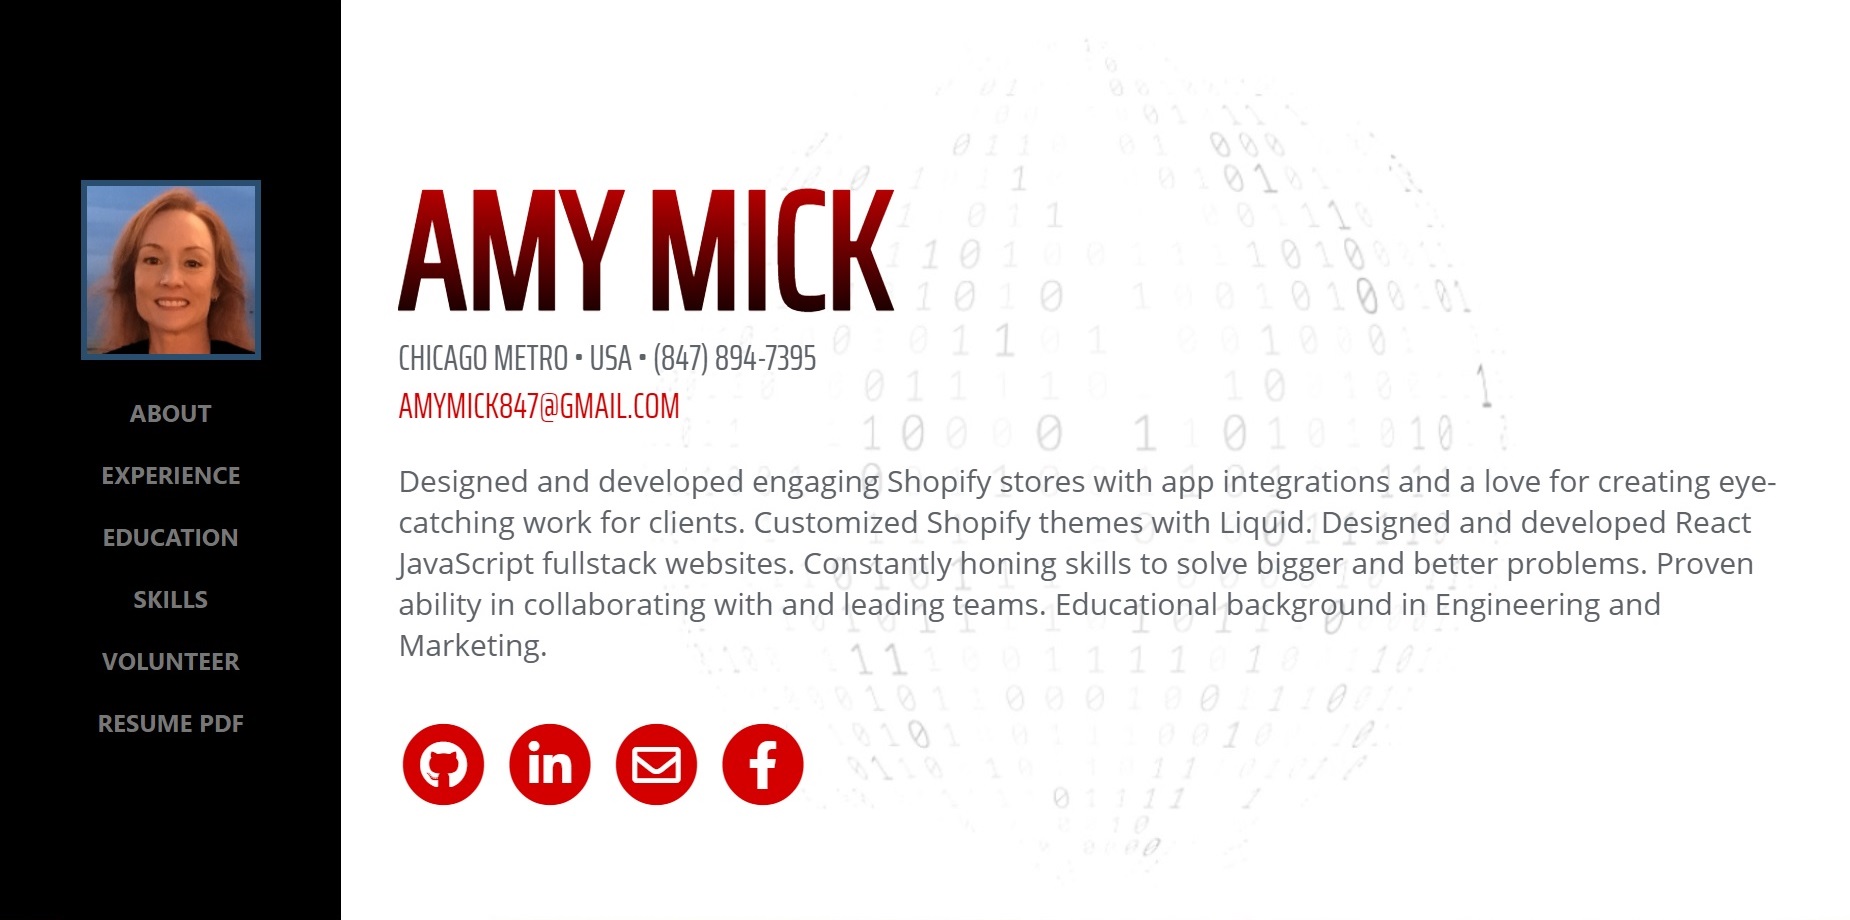 ABOUT
EXPERIENCE
EDUCATION
SKILLS
VOLUNTEER
RESUME PDF
AMY MICK
CHICAGO METRO • USA • (847) 894-7395
AMYMICK847@GMAIL.COM
Designed and developed engaging Shopify stores with app integrations and a love for creating eye-
catching work for clients. Customized Shopify themes with Liquid. Designed and developed React
JavaScript fullstack websites. Constantly honing skills to solve bigger and better problems. Proven
ability in collaborating with and leading teams. Educational background in Engineering and
Marketing.
in
f